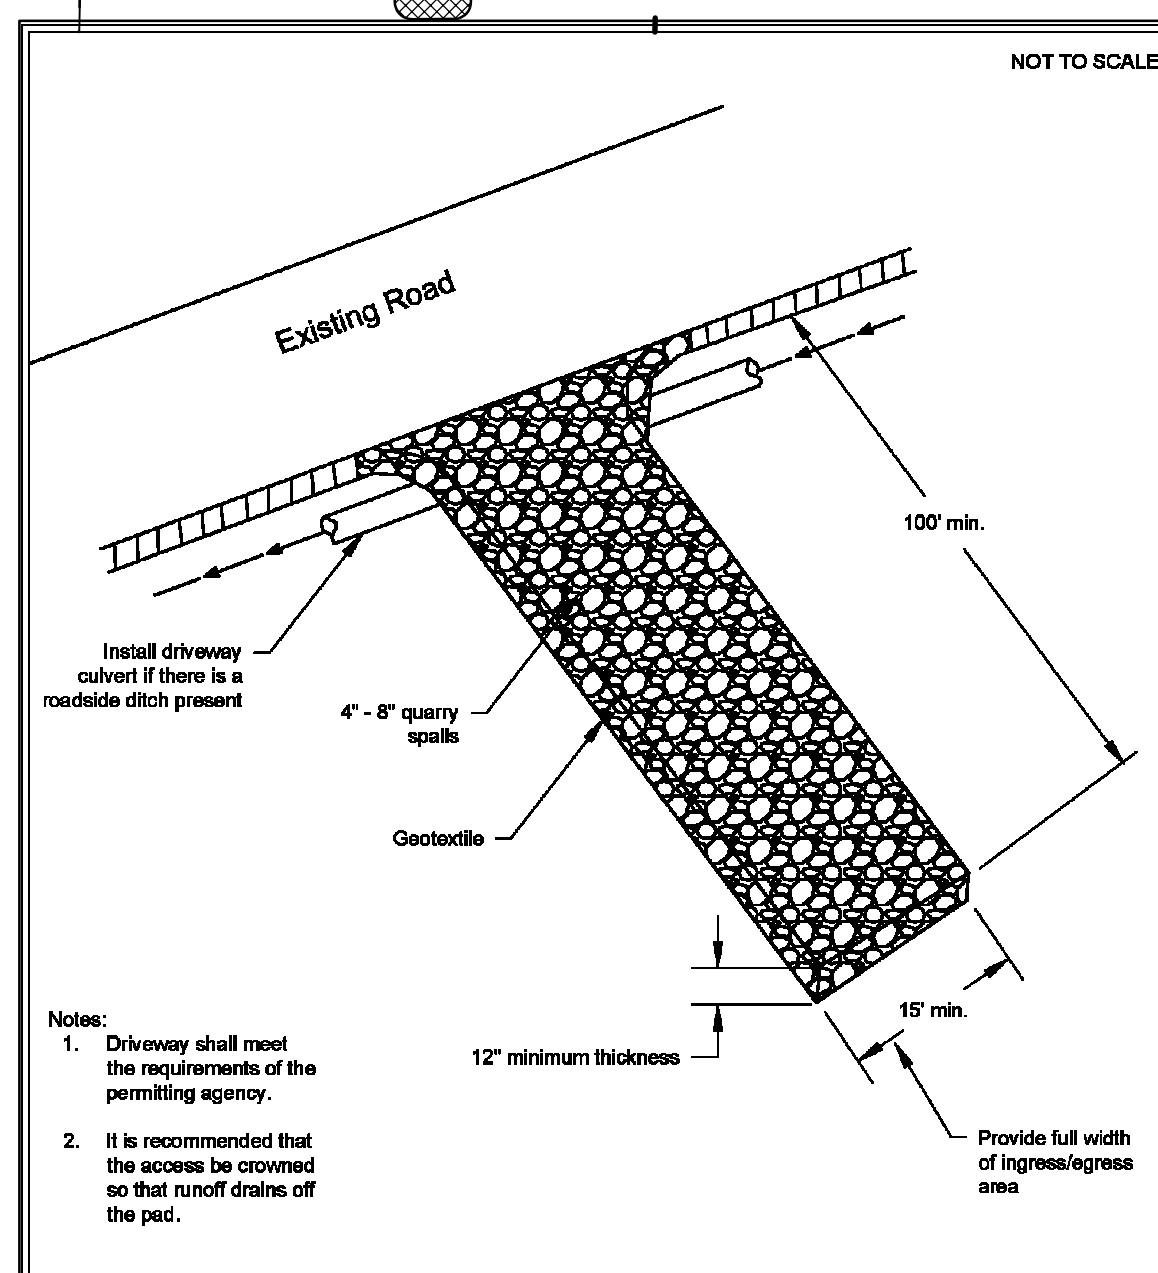 NOT TO SCALE
Existing Road
100' min.
Install driveway
culvert if there is a
roadside ditch present
4" - 8" quarry
spalls
Geotextile
15' min.
12" minimum thickness
Notes:
1. Driveway shall meet
the requirements of the
permitting agency.
2. It is recommended that
the access be crowned
so that runoff drains off
the pad.
Provide full width
of ingress/egress
area